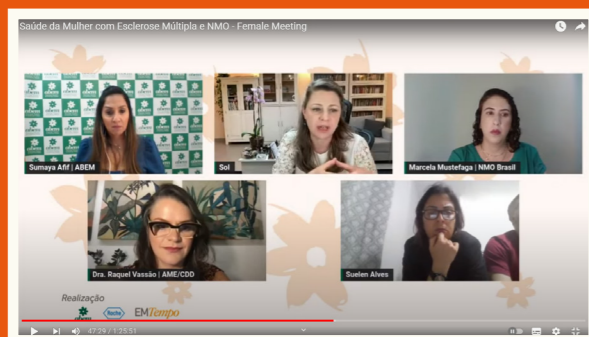 Saúde da Mulher com Esclerose Múltipla e NMO - Female Meeting
Sumaya Afif | ABEM
Sol
Marcela Mustefaga | NMO Brasil
Dra. Raquel Vassão | AME/CDD
Suelen Alves
Realização
abem
Roche
EMTempo
47:29 / 1:25:51